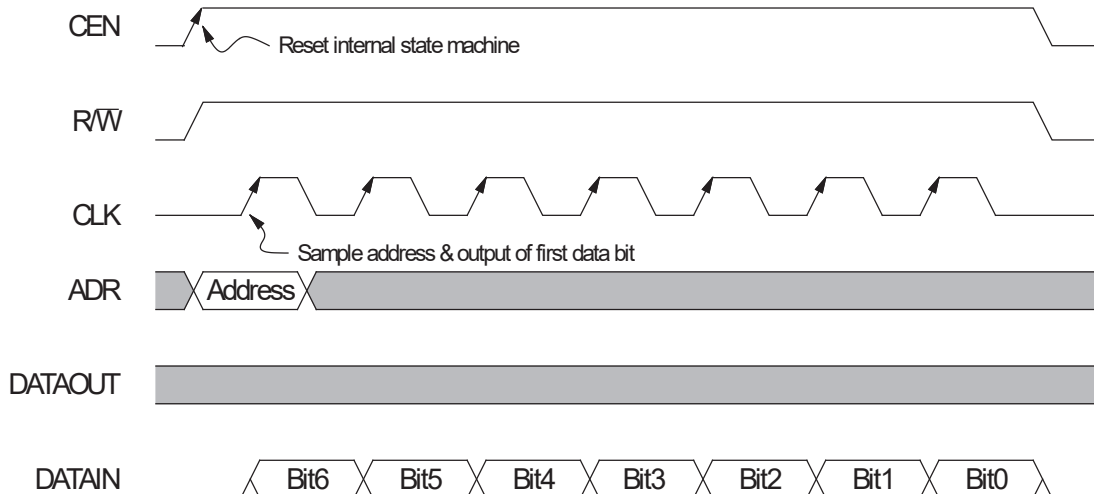 CEN
Reset internal state machine
R/W̅
CLK
Sample address & output of first data bit
ADR
Address
DATAOUT
DATAIN
Bit6 Bit5 Bit4 Bit3 Bit2 Bit1 Bit0